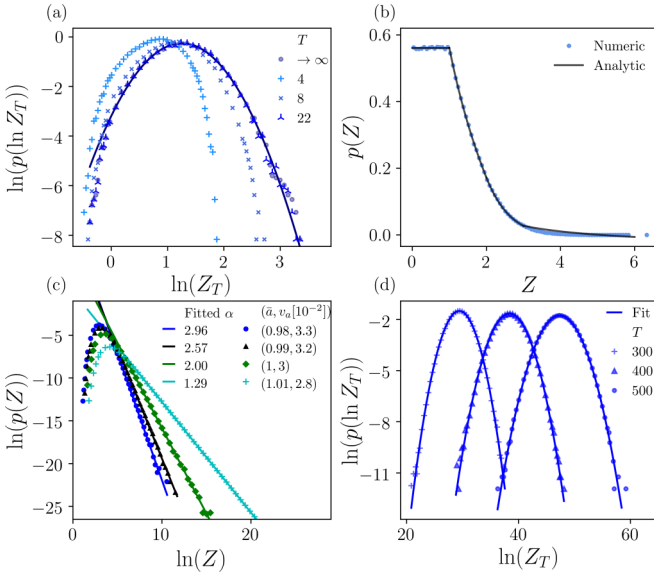 (a)
ln(p(ln Z_T))
0
−2
−4
−6
−8
0
1
2
3
ln(Z_T)
T
→ ∞
4
8
22
(b)
p(Z)
0.6
0.4
0.2
0.0
0
2
4
6
Z
Numeric
Analytic
(c)
ln(p(Z))
0
−5
−10
−15
−20
−25
0
10
20
ln(Z)
Fitted α (ā, v_a[10^{-2}])
2.96 (0.98, 3.3)
2.57 (0.99, 3.2)
2.00 (1, 3)
1.29 (1.01, 2.8)
(d)
ln(p(ln Z_T))
−2
−5
−8
−11
20
40
60
ln(Z_T)
Fit
T
300
400
500